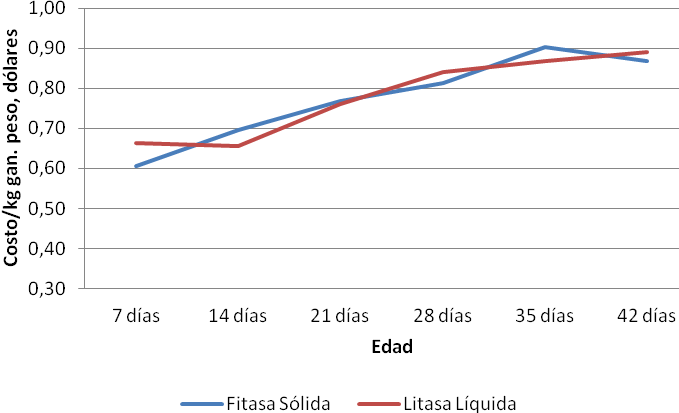 Costo/kg gan. peso, dólares
1,00
0,90
0,80
0,70
0,60
0,50
0,40
0,30
7 días 14 días 21 días 28 días 35 días 42 días
Edad
Fitasa Sólida Litasa Líquida